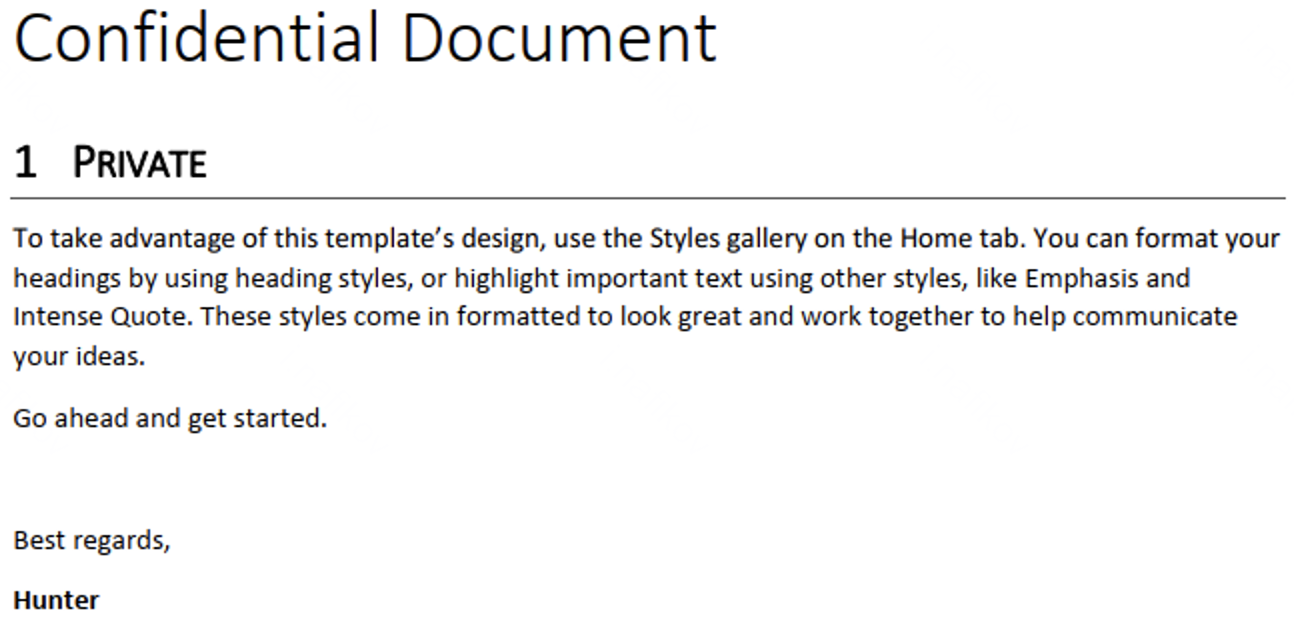 Confidential Document
1 PRIVATE
To take advantage of this template’s design, use the Styles gallery on the Home tab. You can format your
headings by using heading styles, or highlight important text using other styles, like Emphasis and
Intense Quote. These styles come in formatted to look great and work together to help communicate
your ideas.
Go ahead and get started.
Best regards,
Hunter